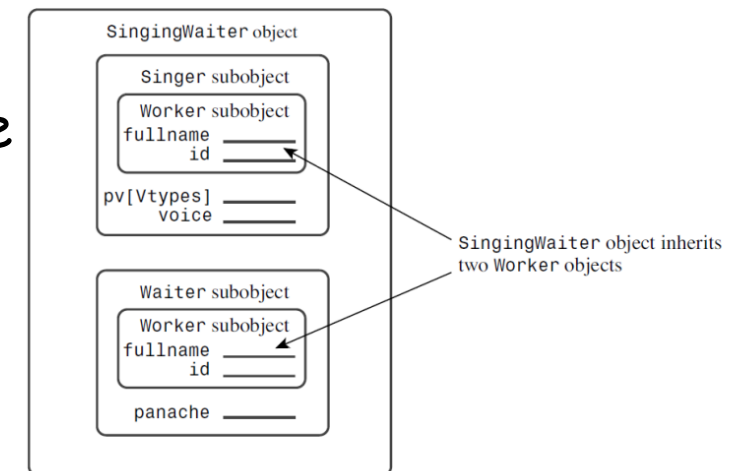 SingingWaiter object
Singer subobject
Worker subobject
fullname
id
pv[Vtypes]
voice
Waiter subobject
Worker subobject
fullname
id
panache
SingingWaiter object inherits
two Worker objects